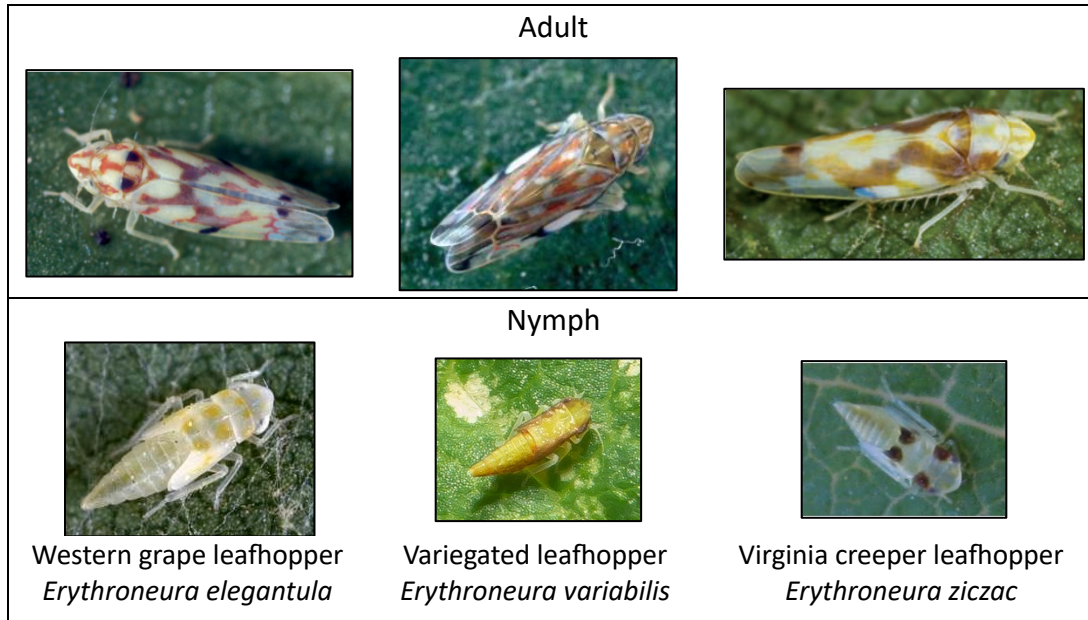 Adult
Nymph
Western grape leafhopper
Erythroneura elegantula
Variegated leafhopper
Erythroneura variabilis
Virginia creeper leafhopper
Erythroneura ziczac